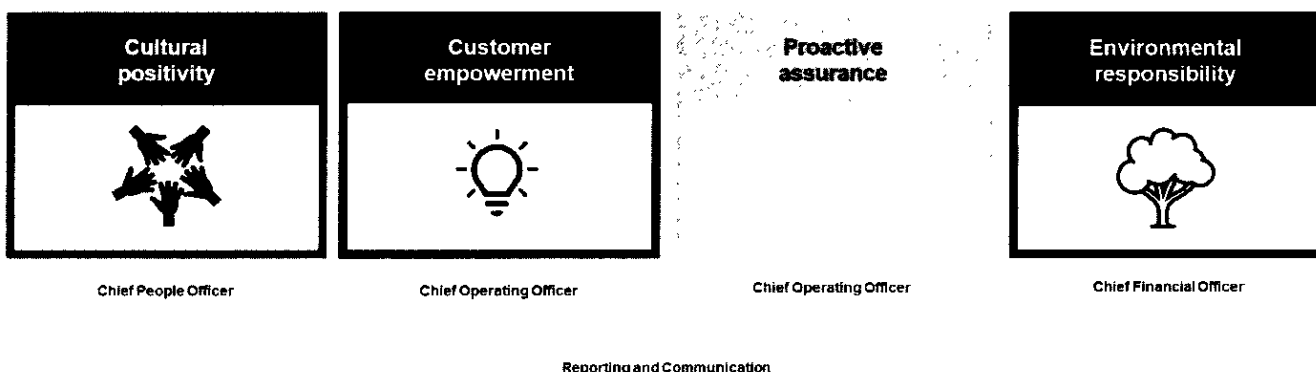 Cultural
positivity
Customer
empowerment
Proactive
assurance
Environmental
responsibility
Chief People Officer
Chief Operating Officer
Chief Operating Officer
Chief Financial Officer
Reporting and Communication